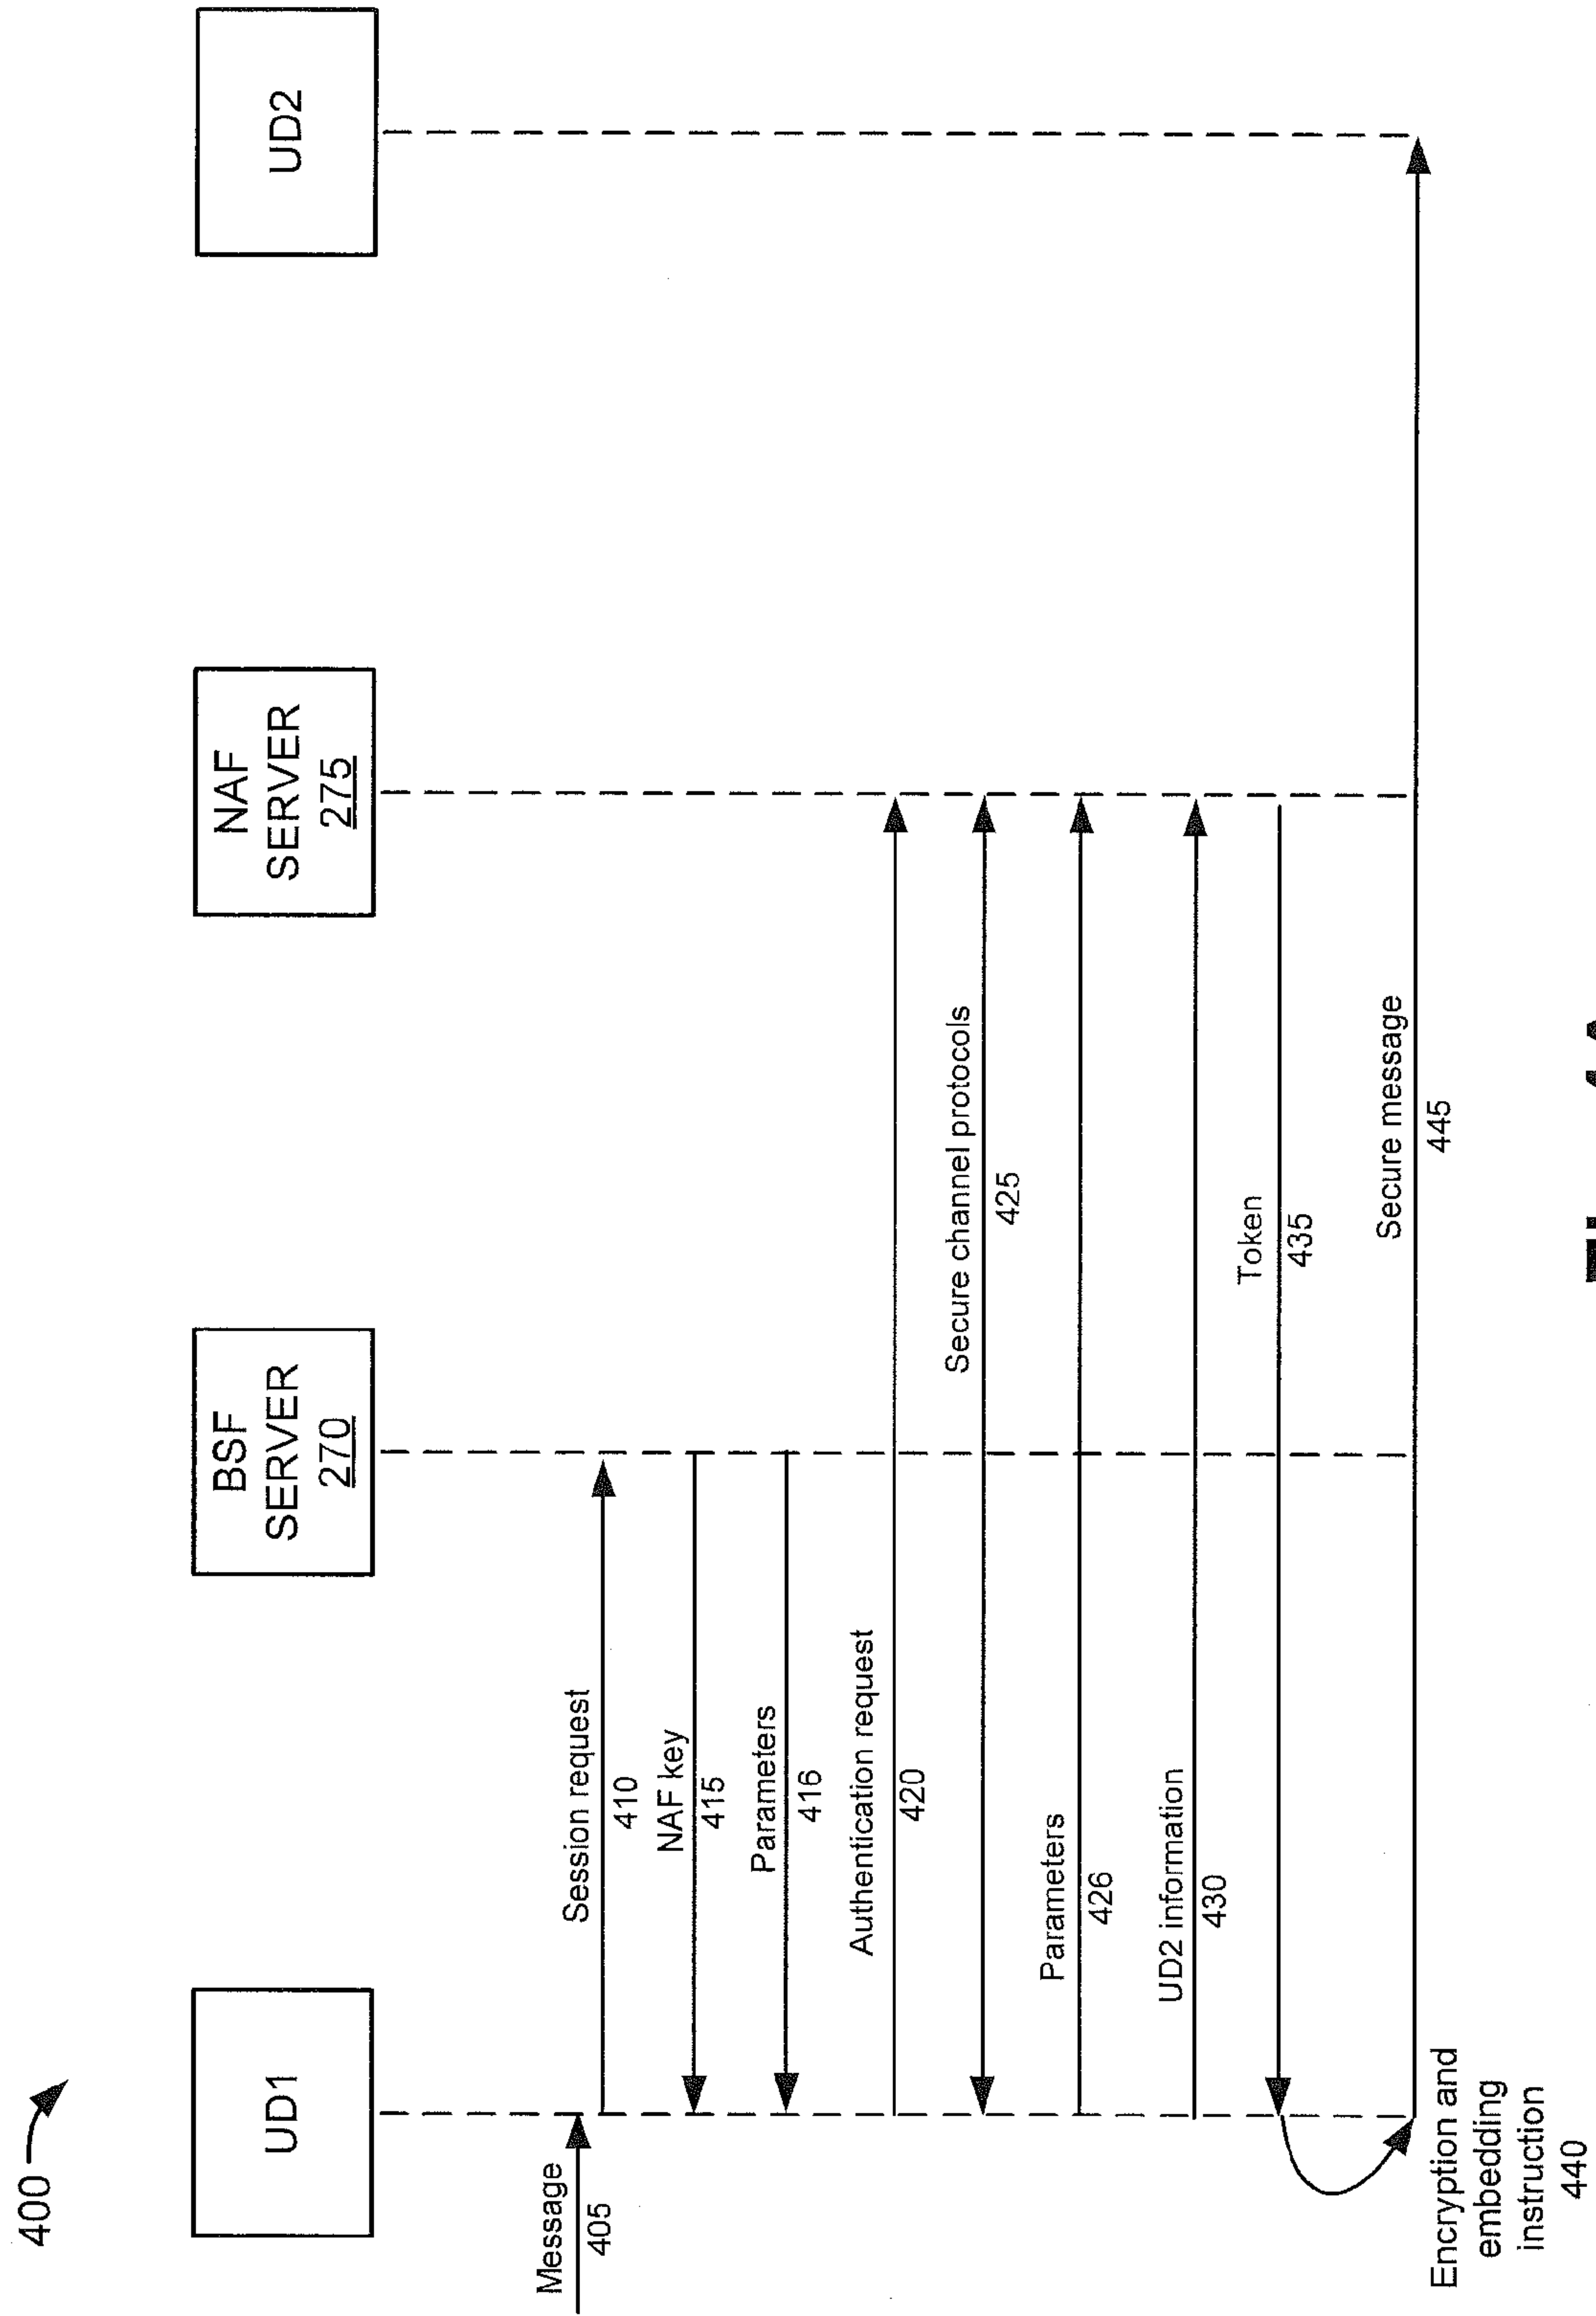 400
UD1
BSF
SERVER
270
NAF
SERVER
275
UD2
Message
405
Session request
410
NAF key
415
Parameters
416
Authentication request
420
Secure channel protocols
425
Parameters
426
UD2 information
430
Token
435
Encryption and
embedding
instruction
440
Secure message
445